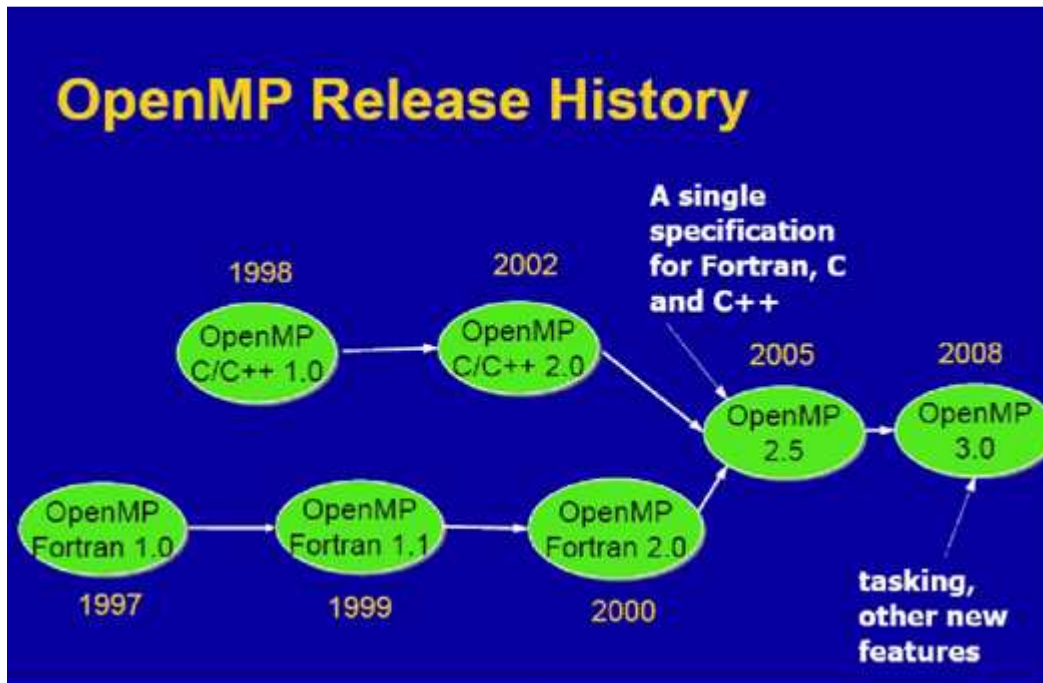 OpenMP Release History
A single
specification
for Fortran, C
and C++
1998
2002
OpenMP
C/C++ 1.0
OpenMP
C/C++ 2.0
2005
2008
OpenMP
2.5
OpenMP
3.0
OpenMP
Fortran 1.0
OpenMP
Fortran 1.1
OpenMP
Fortran 2.0
1997
1999
2000
tasking,
other new
features